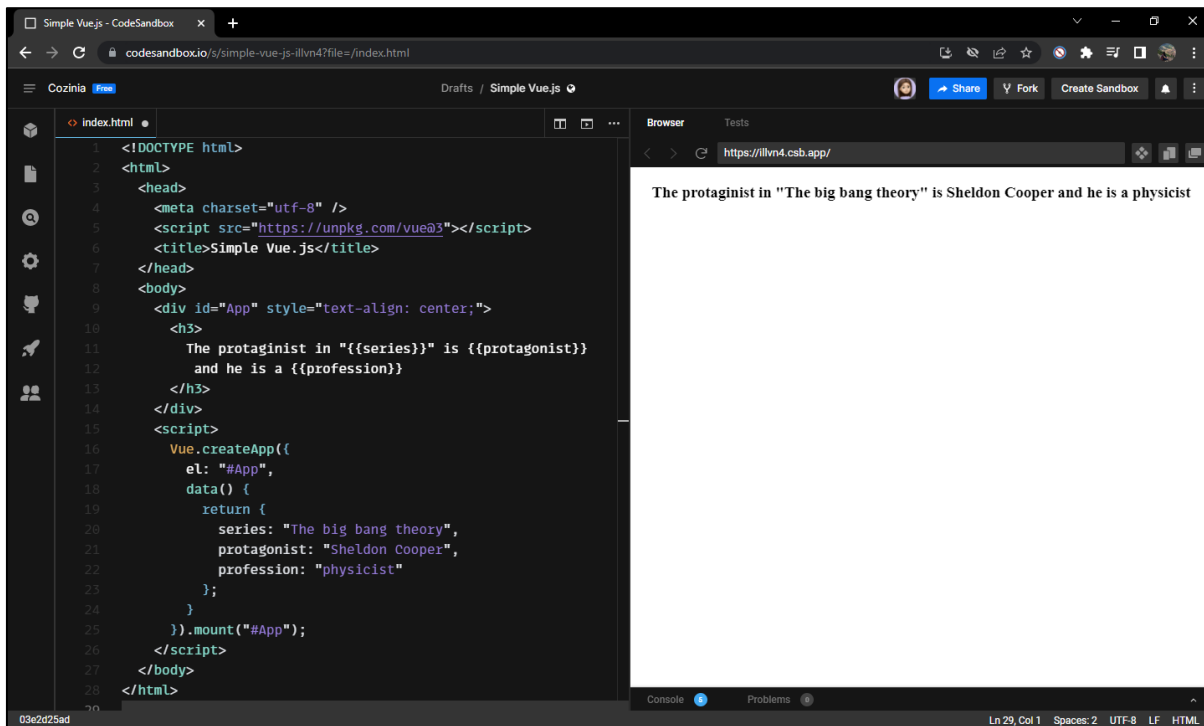 Simple Vue.js - CodeSandbox
codesandbox.io/s/simple-vue-js-illvn4?file=/index.html
Cozinia Free
Drafts / Simple Vue.js
Share
Fork
Create Sandbox
<> index.html
1 <!DOCTYPE html>
2 <html>
3 <head>
4 <meta charset="utf-8" />
5 <script src="https://unpkg.com/vue@3"></script>
6 <title>Simple Vue.js</title>
7 </head>
8 <body>
9 <div id="App" style="text-align: center;">
10 <h3>
11 The protaginist in "{{series}}" is {{protagonist}}
12 and he is a {{profession}}
13 </h3>
14 </div>
15 <script>
16 Vue.createApp({
17 el: "#App",
18 data() {
19 return {
20 series: "The big bang theory",
21 protagonist: "Sheldon Cooper",
22 profession: "physicist"
23 };
24 }
25 }).mount("#App");
26 </script>
27 </body>
28 </html>
29
Browser Tests
https://illvn4.csb.app/
The protaginist in "The big bang theory" is Sheldon Cooper and he is a physicist
Console 5 Problems 0
03e2d25ad
Ln 29, Col 1 Spaces: 2 UTF-8 LF HTML